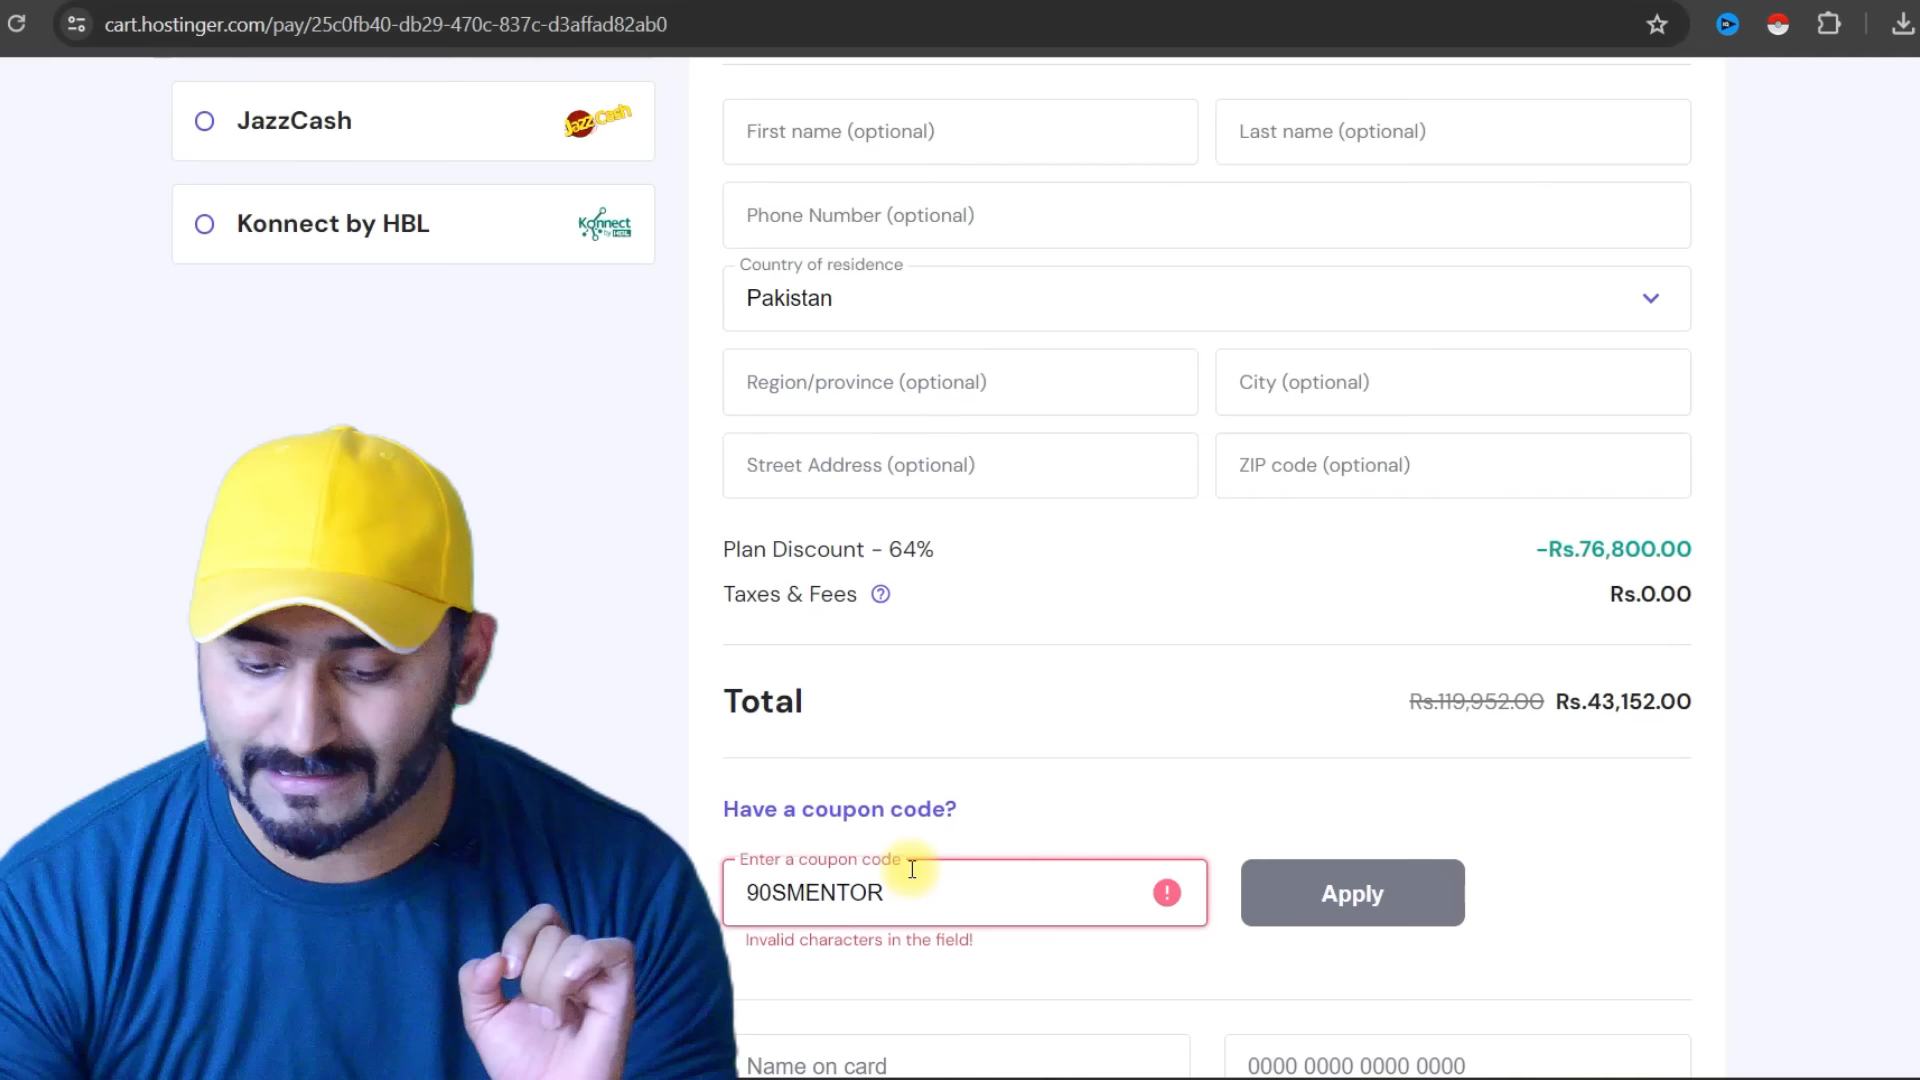 cart.hostinger.com/pay/25c0fb40-db29-470c-837c-d3affad82ab0
JazzCash
JazzCash
Konnect by HBL
Konnect
by HBL
First name (optional)
Last name (optional)
Phone Number (optional)
Country of residence
Pakistan
Region/province (optional)
City (optional)
Street Address (optional)
ZIP code (optional)
Plan Discount - 64%
-Rs.76,800.00
Taxes & Fees ?
Rs.0.00
Total
Rs.119,952.00 Rs.43,152.00
Have a coupon code?
Enter a coupon code
90SMENTOR
!
Apply
Invalid characters in the field!
Name on card
0000 0000 0000 0000